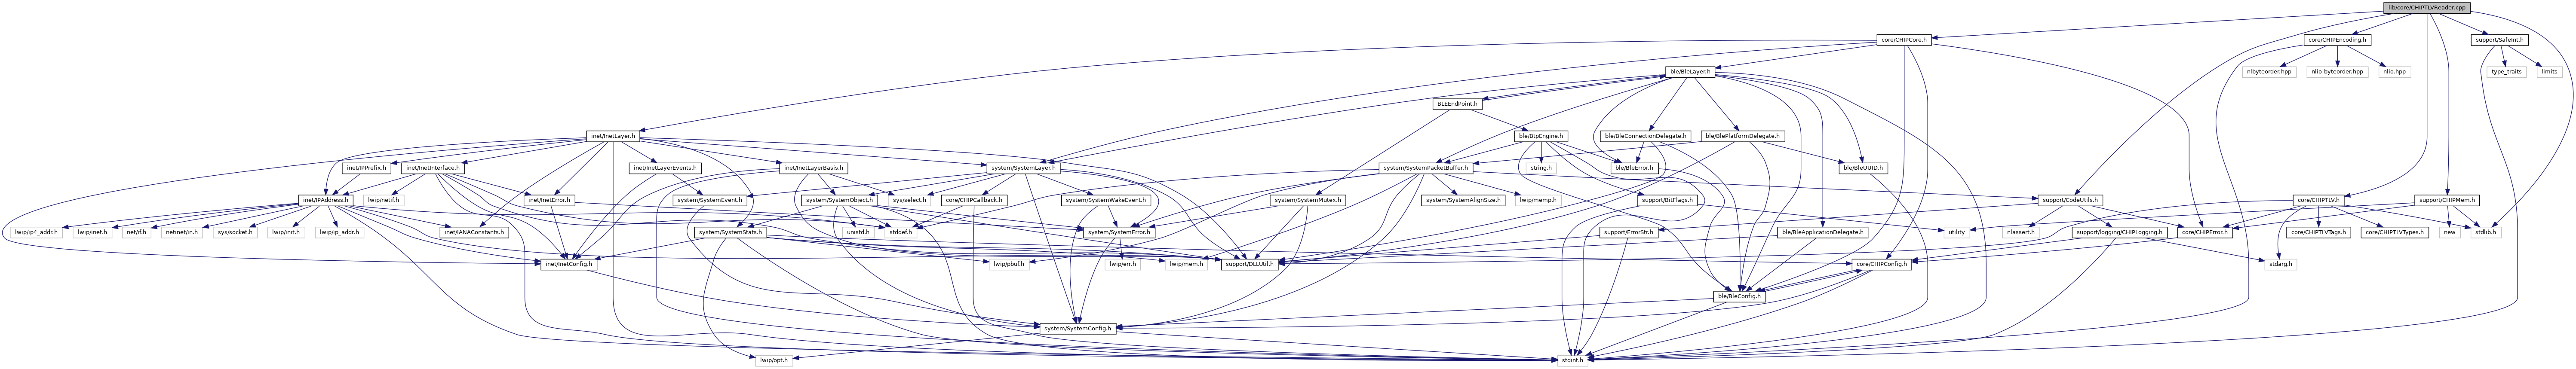 lib/core/CHIPTLVReader.cpp
core/CHIPCore.h
core/CHIPEncoding.h
support/SafeInt.h
ble/BleLayer.h
nlbyteorder.hpp
nlio-byteorder.hpp
nlio.hpp
type_traits
limits
BLEEndPoint.h
inet/InetLayer.h
ble/BtpEngine.h
ble/BleConnectionDelegate.h
ble/BlePlatformDelegate.h
inet/IPPrefix.h
inet/InetInterface.h
inet/InetLayerEvents.h
inet/InetLayerBasis.h
system/SystemLayer.h
system/SystemPacketBuffer.h
string.h
ble/BleError.h
ble/BleUUID.h
inet/IPAddress.h
lwip/netif.h
inet/InetError.h
system/SystemEvent.h
system/SystemObject.h
sys/select.h
core/CHIPCallback.h
system/SystemWakeEvent.h
system/SystemMutex.h
system/SystemAlignSize.h
lwip/memp.h
support/BitFlags.h
support/CodeUtils.h
core/CHIPTLV.h
support/CHIPMem.h
lwip/ip4_addr.h
lwip/inet.h
net/if.h
netinet/in.h
sys/socket.h
lwip/init.h
lwip/ip_addr.h
inet/IANAConstants.h
system/SystemStats.h
unistd.h
stddef.h
system/SystemError.h
support/ErrorStr.h
ble/BleApplicationDelegate.h
utility
nlassert.h
support/logging/CHIPLogging.h
core/CHIPError.h
core/CHIPTLVTags.h
core/CHIPTLVTypes.h
new
stdlib.h
inet/InetConfig.h
lwip/pbuf.h
lwip/err.h
lwip/mem.h
support/DLLUtil.h
core/CHIPConfig.h
stdarg.h
ble/BleConfig.h
system/SystemConfig.h
lwip/opt.h
stdint.h